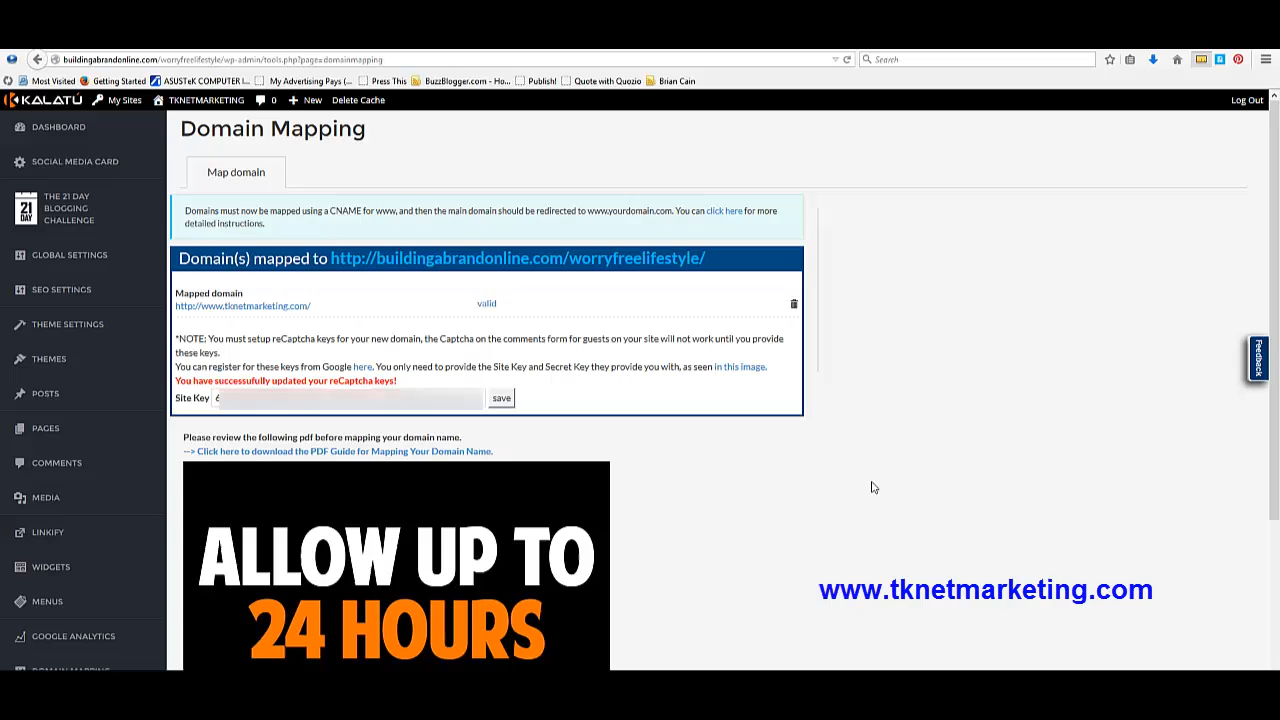 buildingabrandonline.com/worryfreelifestyle/wp-admin/tools.php?page=domainmapping
Search
Most Visited
Getting Started
ASUSTeK COMPUTER I...
My Advertising Pays (...
Press This
BuzzBlogger.com - Ho...
Publish!
Quote with Quozio
Brian Cain
KALATU
My Sites
TKNETMARKETING
0
New
Delete Cache
Log Out
DASHBOARD
SOCIAL MEDIA CARD
21
DAY
THE 21 DAY
BLOGGING
CHALLENGE
GLOBAL SETTINGS
SEO SETTINGS
THEME SETTINGS
THEMES
POSTS
PAGES
COMMENTS
MEDIA
LINKIFY
WIDGETS
MENUS
GOOGLE ANALYTICS
DOMAIN MAPPING
Domain Mapping
Map domain
Domains must now be mapped using a CNAME for www, and then the main domain should be redirected to www.yourdomain.com. You can click here for more
detailed instructions.
Domain(s) mapped to http://buildingabrandonline.com/worryfreelifestyle/
Mapped domain
http://www.tknetmarketing.com/
valid
*NOTE: You must setup reCaptcha keys for your new domain, the Captcha on the comments form for guests on your site will not work until you provide
these keys.
You can register for these keys from Google here. You only need to provide the Site Key and Secret Key they provide you with, as seen in this image.
You have successufully updated your reCaptcha keys!
Site Key
save
Please review the following pdf before mapping your domain name.
--> Click here to download the PDF Guide for Mapping Your Domain Name.
ALLOW UP TO
24 HOURS
Feedback
www.tknetmarketing.com